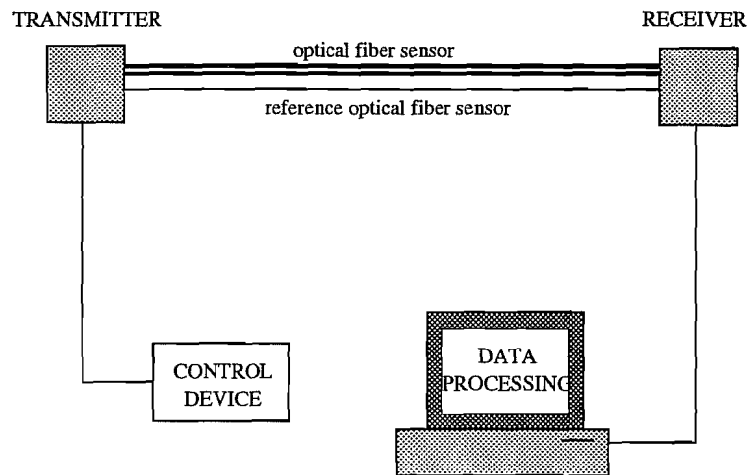 TRANSMITTER
RECEIVER
optical fiber sensor
reference optical fiber sensor
CONTROL
DEVICE
DATA
PROCESSING